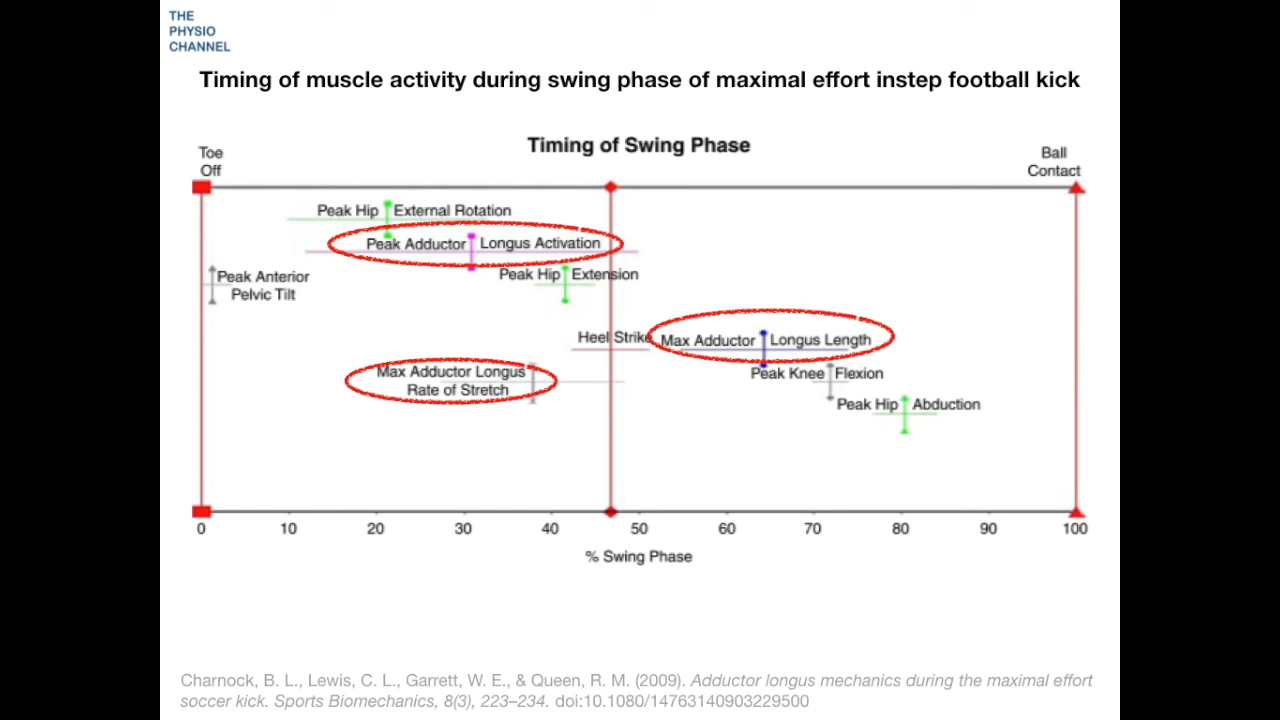 THE
PHYSIO
CHANNEL
Timing of muscle activity during swing phase of maximal effort instep football kick
Timing of Swing Phase
Toe
Off
Ball
Contact
Peak Hip External Rotation
Peak Adductor Longus Activation
Peak Hip Extension
Peak Anterior
Pelvic Tilt
Heel Strike
Max Adductor Longus Length
Max Adductor Longus
Rate of Stretch
Peak Knee Flexion
Peak Hip Abduction
0 10 20 30 40 50 60 70 80 90 100
% Swing Phase
Charnock, B. L., Lewis, C. L., Garrett, W. E., & Queen, R. M. (2009). Adductor longus mechanics during the maximal effort
soccer kick. Sports Biomechanics, 8(3), 223–234. doi:10.1080/14763140903229500